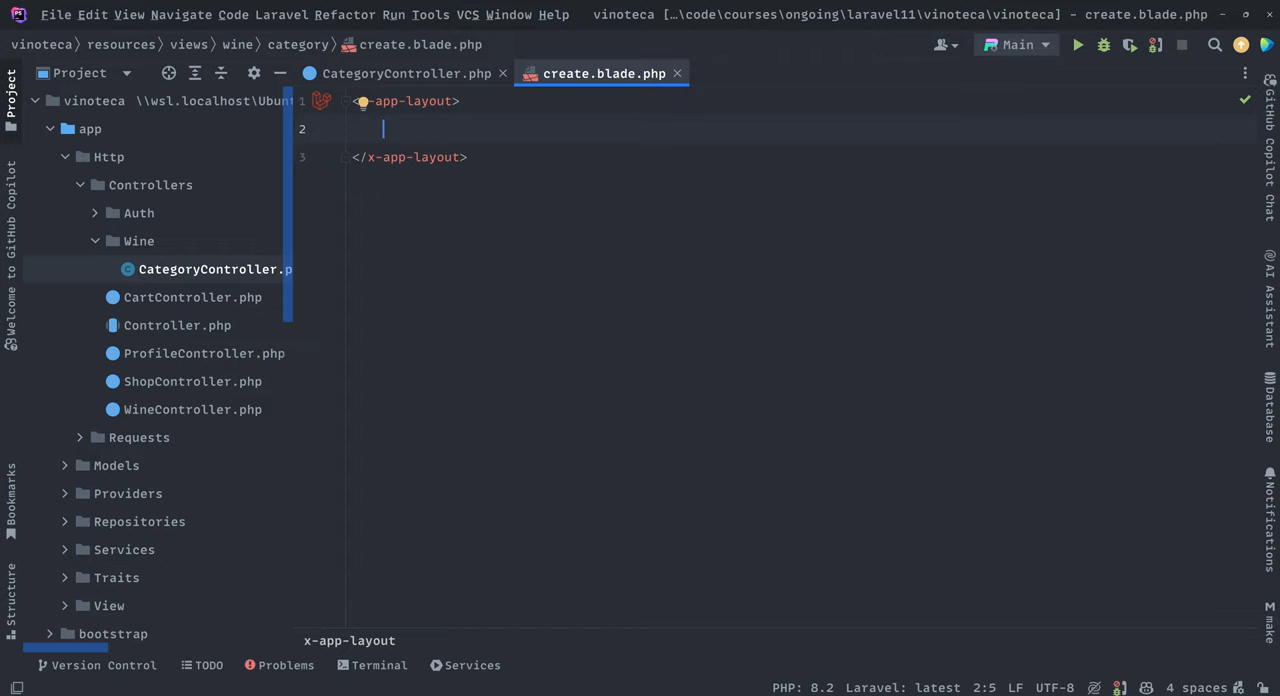 File Edit View Navigate Code Laravel Refactor Run Tools VCS Window Help vinoteca […\code\courses\ongoing\laravel11\vinoteca\vinoteca] - create.blade.php
vinoteca resources views wine category create.blade.php Main
Project CategoryController.php create.blade.php
Project
vinoteca \\wsl.localhost\Ubunt
app
Http
Controllers
Auth
Wine
CategoryController.p
CartController.php
Controller.php
ProfileController.php
ShopController.php
WineController.php
Requests
Models
Providers
Repositories
Services
Traits
View
bootstrap
1 < -app-layout>
2
3 </x-app-layout>
x-app-layout
Welcome to GitHub Copilot
Bookmarks
Structure
GitHub Copilot Chat
AI Assistant
Database
Notifications
M make
Version Control TODO Problems Terminal Services
PHP: 8.2 Laravel: latest 2:5 LF UTF-8 4 spaces